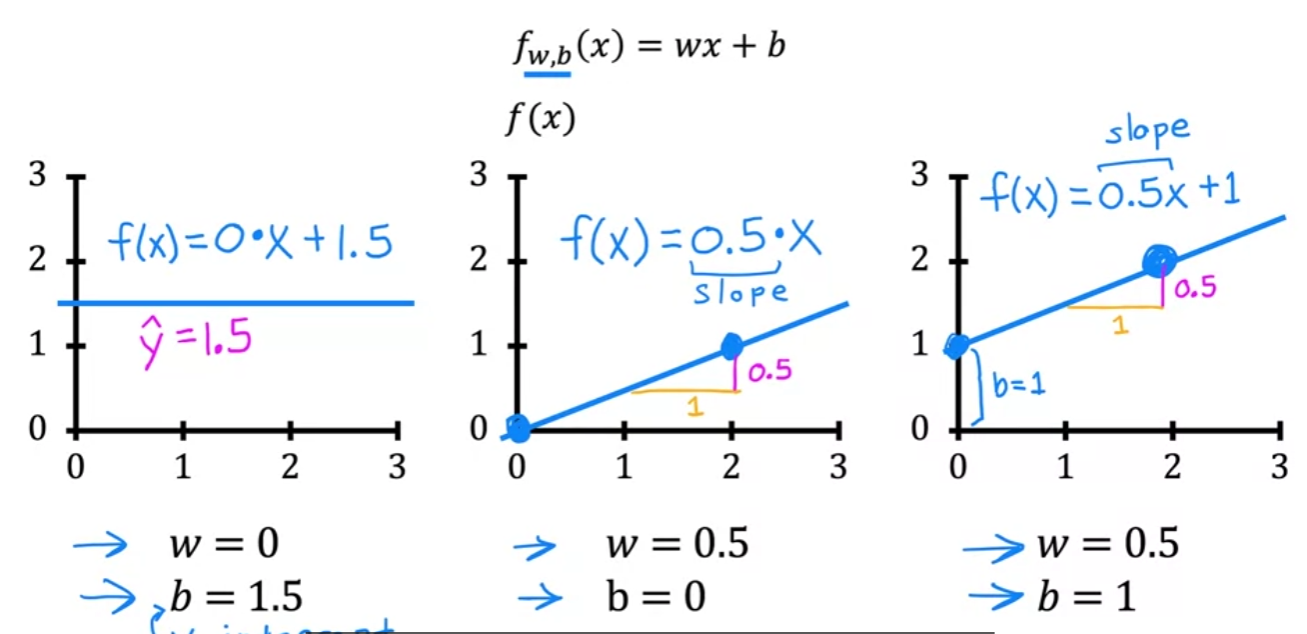 f_{w,b}(x) = wx + b
f(x)
3
2
1
0
0 1 2 3
f(x)=0•x+1.5
ŷ=1.5
→ w = 0
→ b = 1.5
3
2
1
0
0 1 2 3
f(x)=0.5•x
slope
0.5
1
→ w = 0.5
→ b = 0
slope
3
2
1
0
0 1 2 3
f(x)=0.5x+1
0.5
1
b=1
→ w = 0.5
→ b = 1